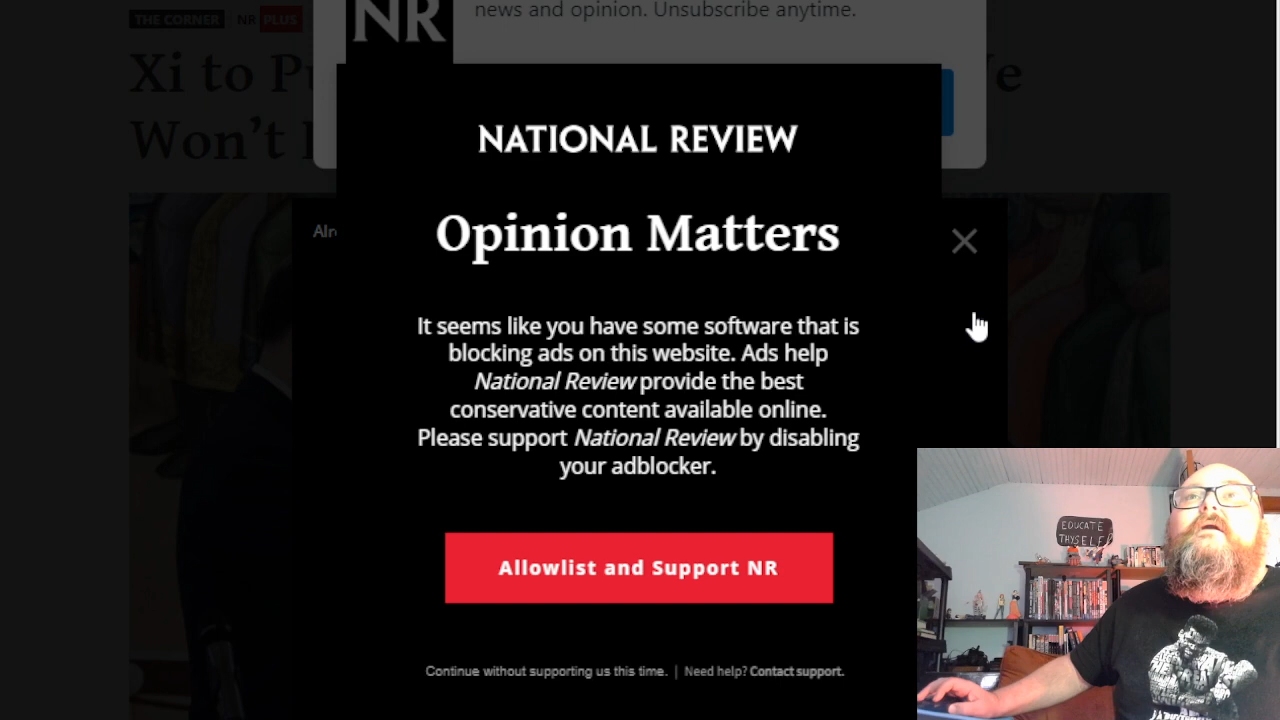 THE CORNER NR PLUS
NR
news and opinion. Unsubscribe anytime.
Xi to
Won't
NATIONAL REVIEW
Opinion Matters
It seems like you have some software that is
blocking ads on this website. Ads help
National Review provide the best
conservative content available online.
Please support National Review by disabling
your adblocker.
Allowlist and Support NR
Continue without supporting us this time. | Need help? Contact support.
EDUCATE
THYSELF